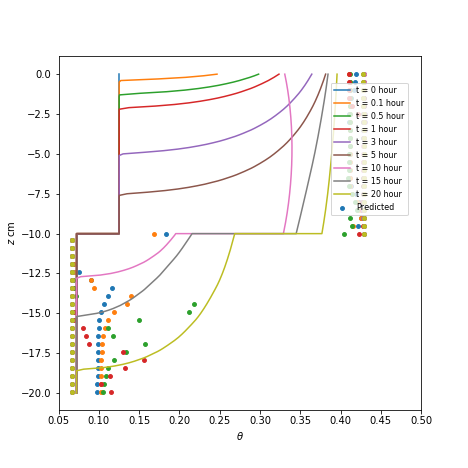 0.0
−2.5
−5.0
−7.5
−10.0
−12.5
−15.0
−17.5
−20.0
z cm
0.05 0.10 0.15 0.20 0.25 0.30 0.35 0.40 0.45 0.50
θ
t = 0 hour
t = 0.1 hour
t = 0.5 hour
t = 1 hour
t = 3 hour
t = 5 hour
t = 10 hour
t = 15 hour
t = 20 hour
Predicted